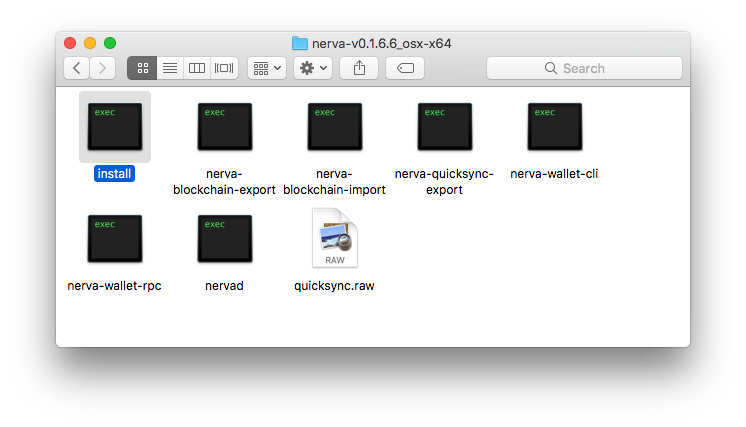 nerva-v0.1.6.6_osx-x64
Search
exec
exec
exec
exec
exec
install
nerva-
blockchain-export
nerva-
blockchain-import
nerva-quicksync-
export
nerva-wallet-cli
exec
exec
RAW
nerva-wallet-rpc
nervad
quicksync.raw